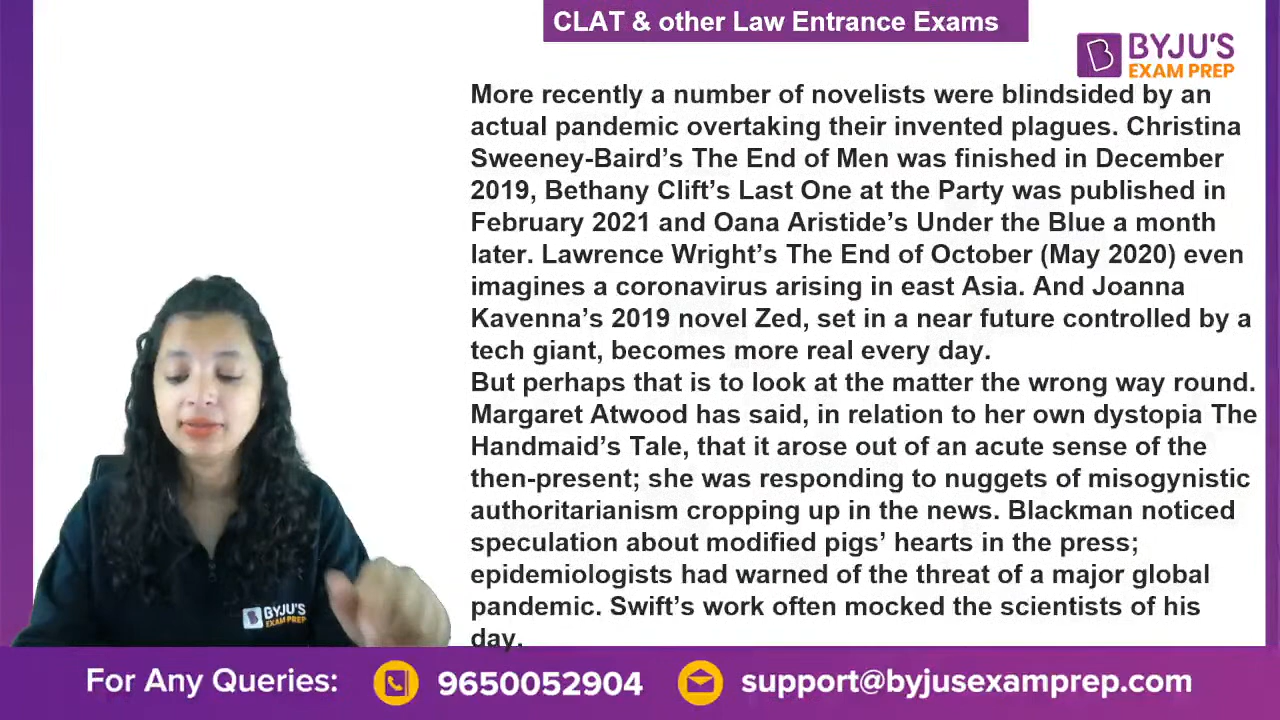 CLAT & other Law Entrance Exams
BYJU'S
EXAM PREP
More recently a number of novelists were blindsided by an
actual pandemic overtaking their invented plagues. Christina
Sweeney-Baird’s The End of Men was finished in December
2019, Bethany Clift’s Last One at the Party was published in
February 2021 and Oana Aristide’s Under the Blue a month
later. Lawrence Wright’s The End of October (May 2020) even
imagines a coronavirus arising in east Asia. And Joanna
Kavenna’s 2019 novel Zed, set in a near future controlled by a
tech giant, becomes more real every day.
But perhaps that is to look at the matter the wrong way round.
Margaret Atwood has said, in relation to her own dystopia The
Handmaid’s Tale, that it arose out of an acute sense of the
then-present; she was responding to nuggets of misogynistic
authoritarianism cropping up in the news. Blackman noticed
speculation about modified pigs’ hearts in the press;
epidemiologists had warned of the threat of a major global
pandemic. Swift’s work often mocked the scientists of his
day.
BYJU'S
EXAM PREP
For Any Queries: 9650052904 support@byjusexamprep.com